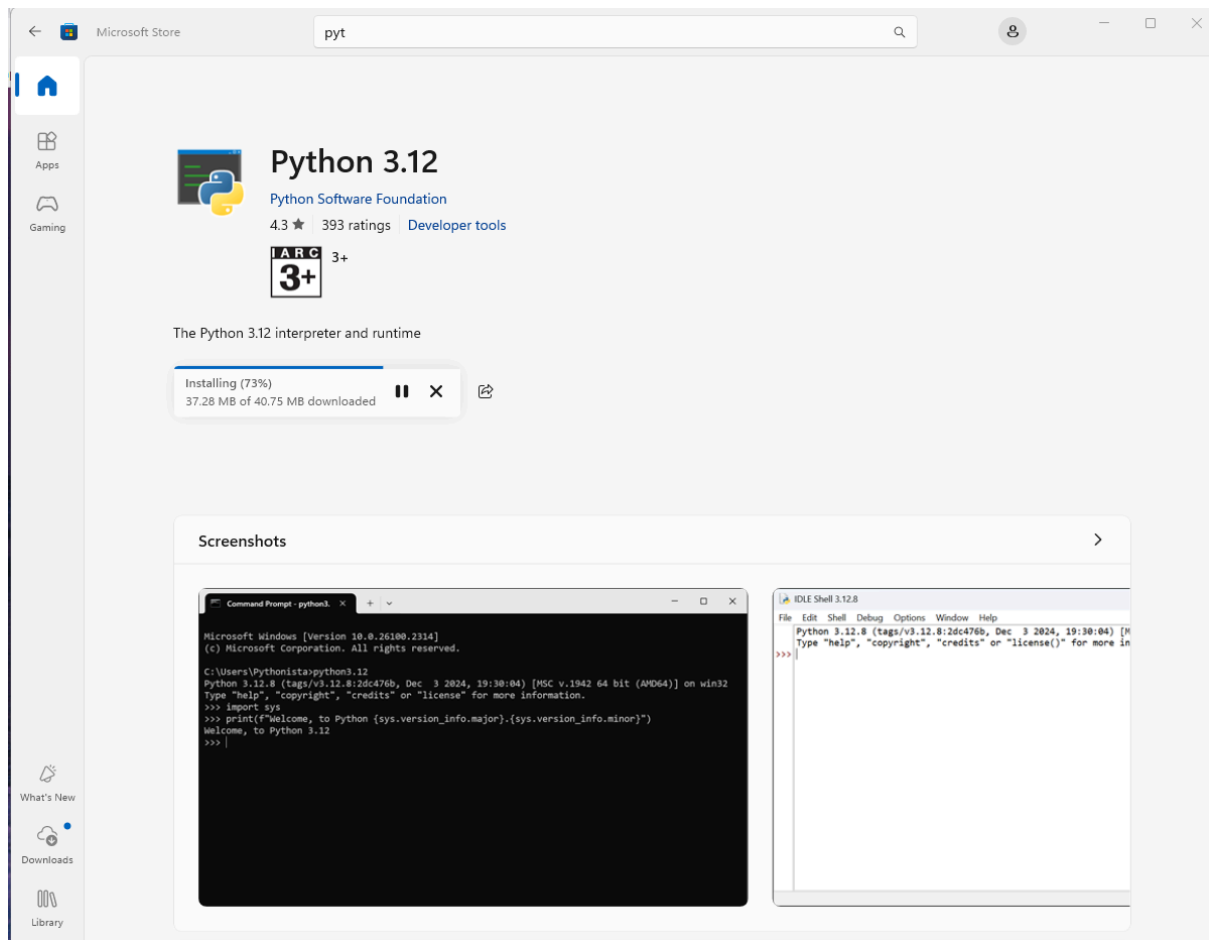 Microsoft Store
pyt
Apps
Gaming
Python 3.12
Python Software Foundation
4.3 ★ 393 ratings Developer tools
IARC
3+
3+
The Python 3.12 interpreter and runtime
Installing (73%)
37.28 MB of 40.75 MB downloaded
Screenshots
Command Prompt - python3.
Microsoft Windows [Version 10.0.26100.2314]
(c) Microsoft Corporation. All rights reserved.
C:\Users\Pythonista>python3.12
Python 3.12.8 (tags/v3.12.8:2dc476b, Dec  3 2024, 19:30:04) [MSC v.1942 64 bit (AMD64)] on win32
Type "help", "copyright", "credits" or "license" for more information.
>>> import sys
>>> print(f"Welcome, to Python {sys.version_info.major}.{sys.version_info.minor}")
Welcome, to Python 3.12
>>>
IDLE Shell 3.12.8
File Edit Shell Debug Options Window Help
Python 3.12.8 (tags/v3.12.8:2dc476b, Dec  3 2024, 19:30:04) [M
Type "help", "copyright", "credits" or "license()" for more in
>>>
What's New
Downloads
Library